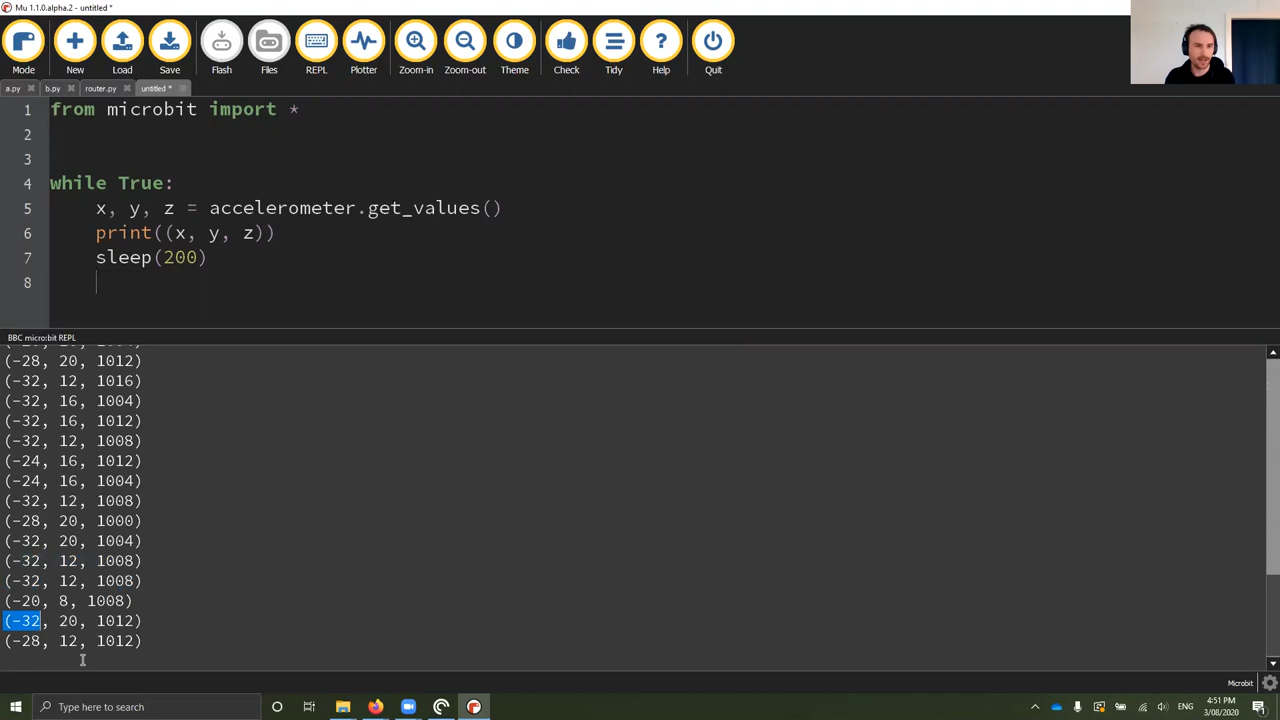 Mu 1.1.0.alpha.2 - untitled *
Mode New Load Save Flash Files REPL Plotter Zoom-in Zoom-out Theme Check Tidy Help Quit
a.py b.py router.py untitled *
1 from microbit import *
2
3
4 while True:
5 x, y, z = accelerometer.get_values()
6 print((x, y, z))
7 sleep(200)
8
BBC micro:bit REPL
(-28, 20, 1012)
(-32, 12, 1016)
(-32, 16, 1004)
(-32, 16, 1012)
(-32, 12, 1008)
(-24, 16, 1012)
(-24, 16, 1004)
(-32, 12, 1008)
(-28, 20, 1000)
(-32, 20, 1004)
(-32, 12, 1008)
(-32, 12, 1008)
(-20, 8, 1008)
(-32, 20, 1012)
(-28, 12, 1012)
Microbit
Type here to search
4:51 PM
3/08/2020